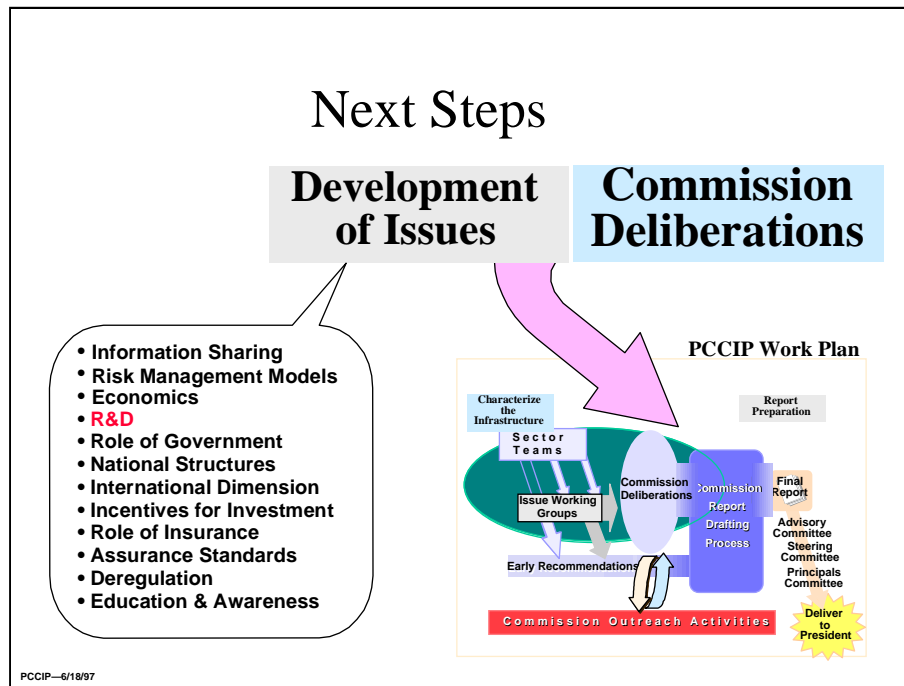 Next Steps
Development
of Issues
Commission
Deliberations
• Information Sharing
• Risk Management Models
• Economics
• R&D
• Role of Government
• National Structures
• International Dimension
• Incentives for Investment
• Role of Insurance
• Assurance Standards
• Deregulation
• Education & Awareness
PCCIP Work Plan
Characterize
the
Infrastructure
Report
Preparation
Sector
Teams
Issue Working
Groups
Commission
Deliberations
Commission
Report
Drafting
Process
Final
Report
Early Recommendations
Advisory
Committee
Steering
Committee
Principals
Committee
Commission Outreach Activities
Deliver
to
President
PCCIP—6/18/97